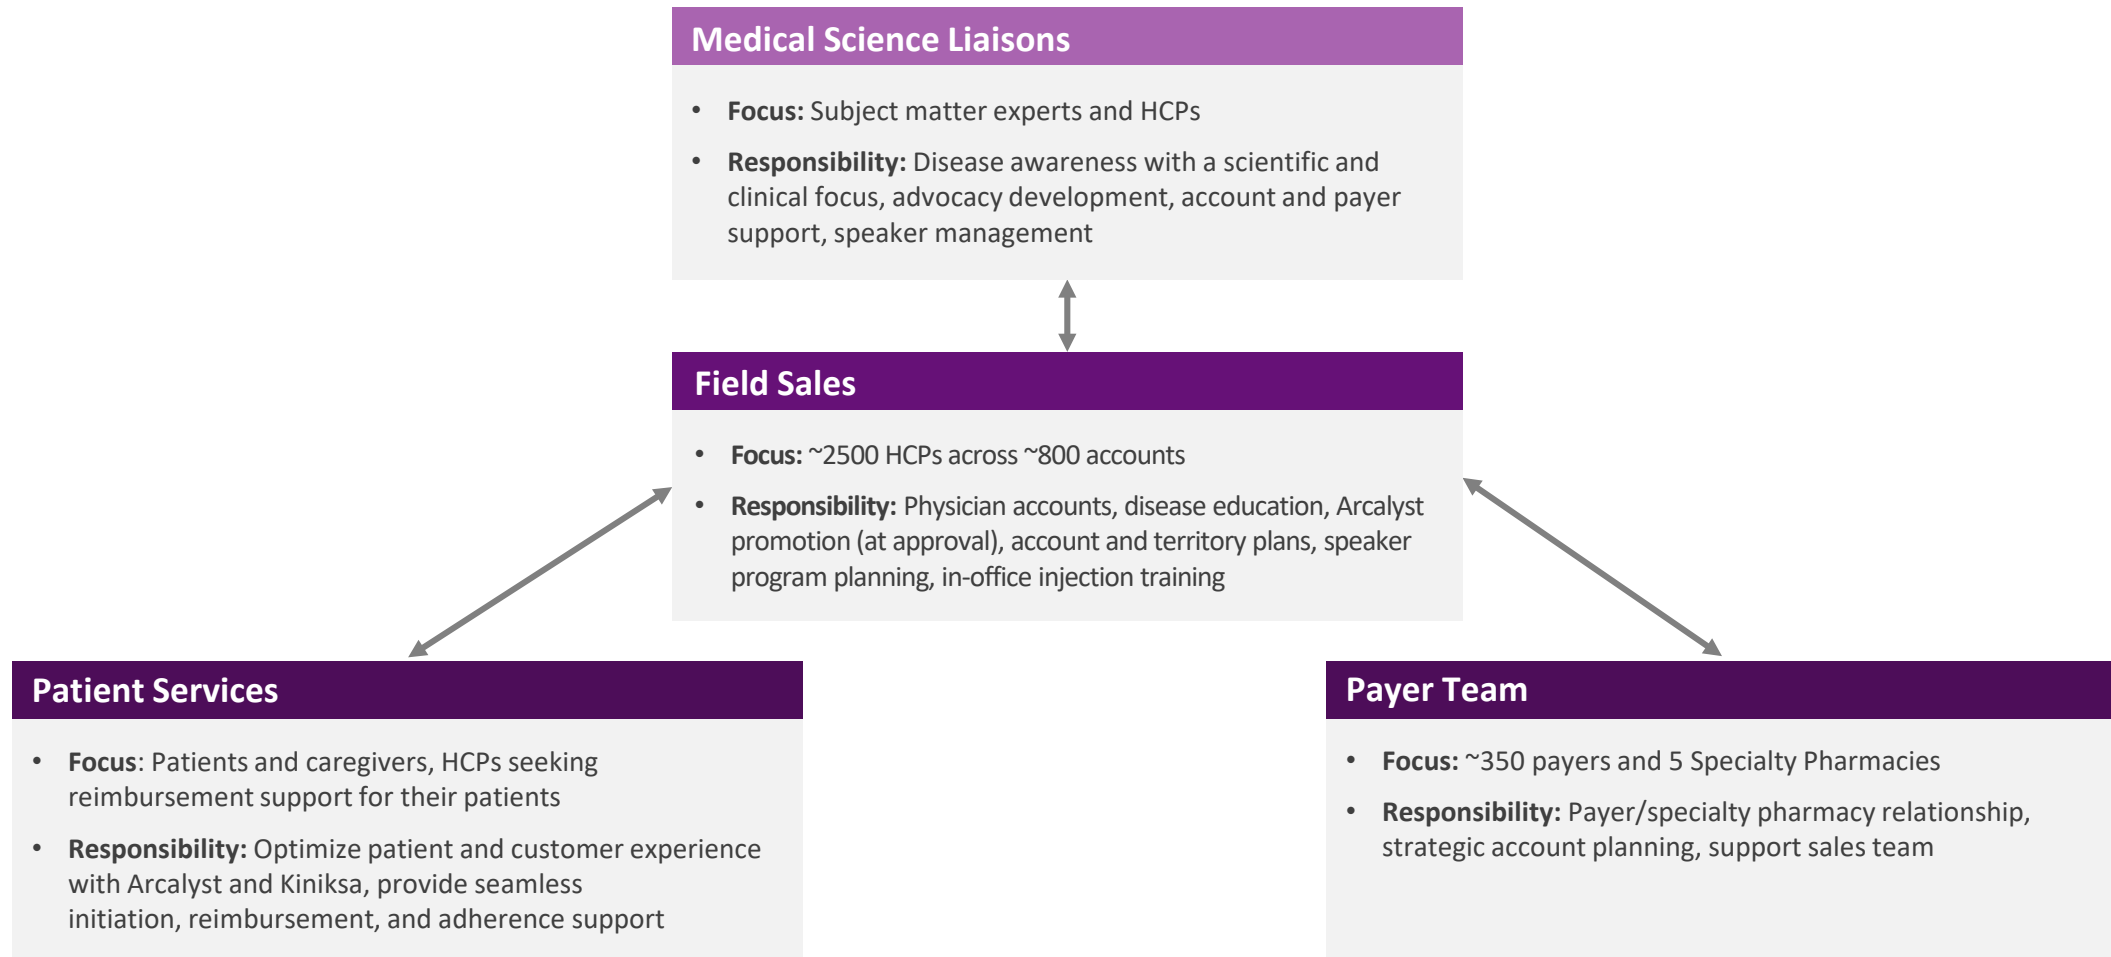 Medical Science Liaisons
• Focus: Subject matter experts and HCPs
• Responsibility: Disease awareness with a scientific and
clinical focus, advocacy development, account and payer
support, speaker management
Field Sales
• Focus: ~2500 HCPs across ~800 accounts
• Responsibility: Physician accounts, disease education, Arcalyst
promotion (at approval), account and territory plans, speaker
program planning, in-office injection training
Patient Services
• Focus: Patients and caregivers, HCPs seeking
reimbursement support for their patients
• Responsibility: Optimize patient and customer experience
with Arcalyst and Kiniksa, provide seamless
initiation, reimbursement, and adherence support
Payer Team
• Focus: ~350 payers and 5 Specialty Pharmacies
• Responsibility: Payer/specialty pharmacy relationship,
strategic account planning, support sales team